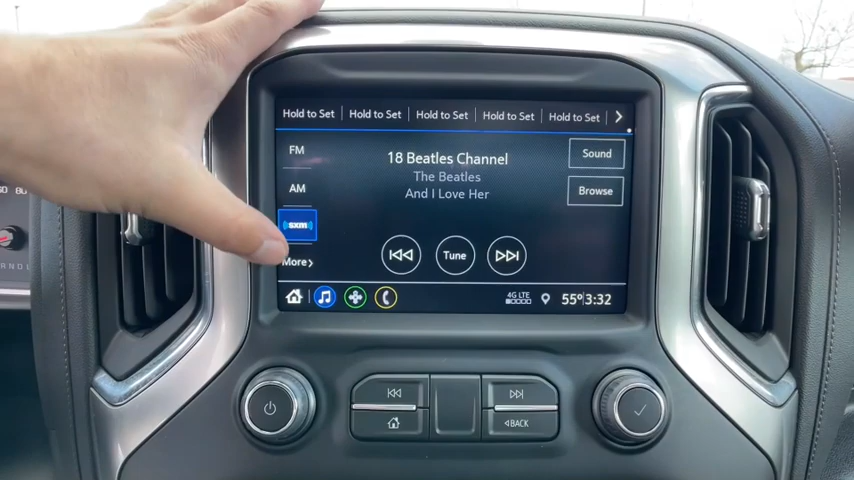 Hold to Set Hold to Set Hold to Set Hold to Set Hold to Set
FM
18 Beatles Channel
Sound
The Beatles
AM
And I Love Her
Browse
sxm
Tune
More
4G LTE
55° 3:32
BACK